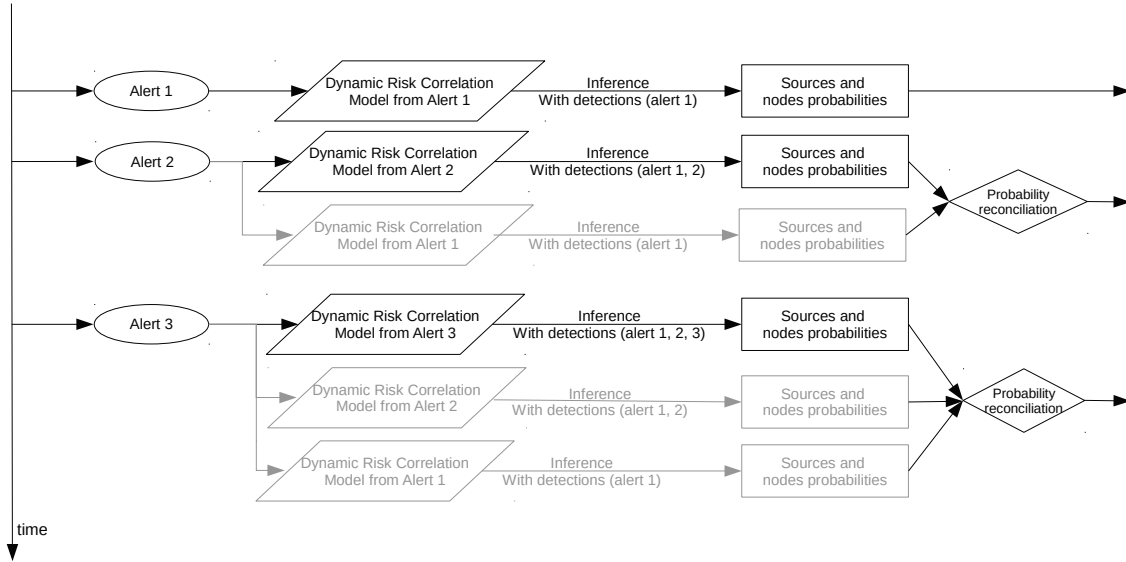 Alert 1
Dynamic Risk Correlation
Model from Alert 1
Inference
With detections (alert 1)
Sources and
nodes probabilities
Alert 2
Dynamic Risk Correlation
Model from Alert 2
Inference
With detections (alert 1, 2)
Sources and
nodes probabilities
Probability
reconciliation
Dynamic Risk Correlation
Model from Alert 1
Inference
With detections (alert 1)
Sources and
nodes probabilities
Alert 3
Dynamic Risk Correlation
Model from Alert 3
Inference
With detections (alert 1, 2, 3)
Sources and
nodes probabilities
Dynamic Risk Correlation
Model from Alert 2
Inference
With detections (alert 1, 2)
Sources and
nodes probabilities
Probability
reconciliation
Dynamic Risk Correlation
Model from Alert 1
Inference
With detections (alert 1)
Sources and
nodes probabilities
time